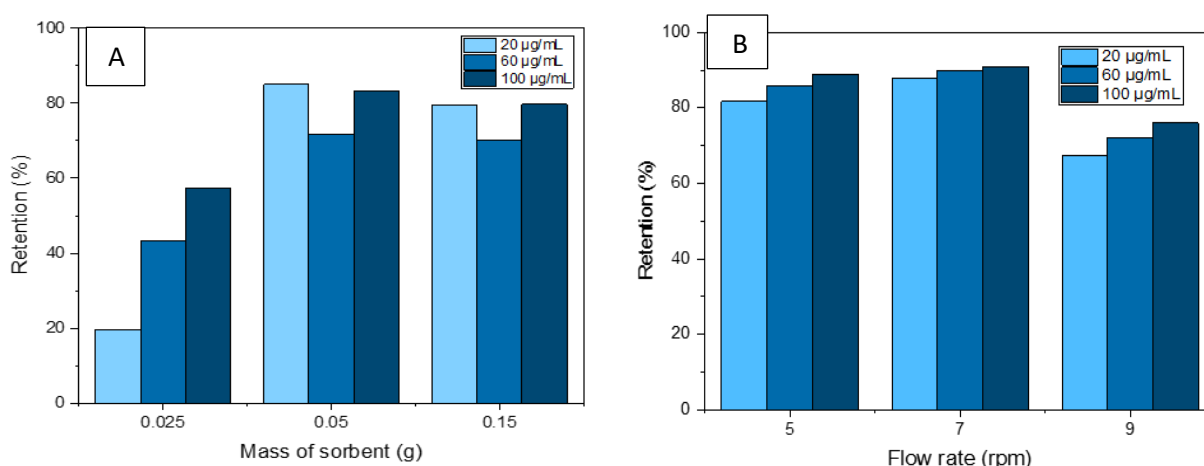 A
20 µg/mL
60 µg/mL
100 µg/mL
100
80
60
40
20
0
Retention (%)
0.025
0.05
0.15
Mass of sorbent (g)
B
20 µg/mL
60 µg/mL
100 µg/mL
100
80
60
40
20
0
Retention (%)
5
7
9
Flow rate (rpm)